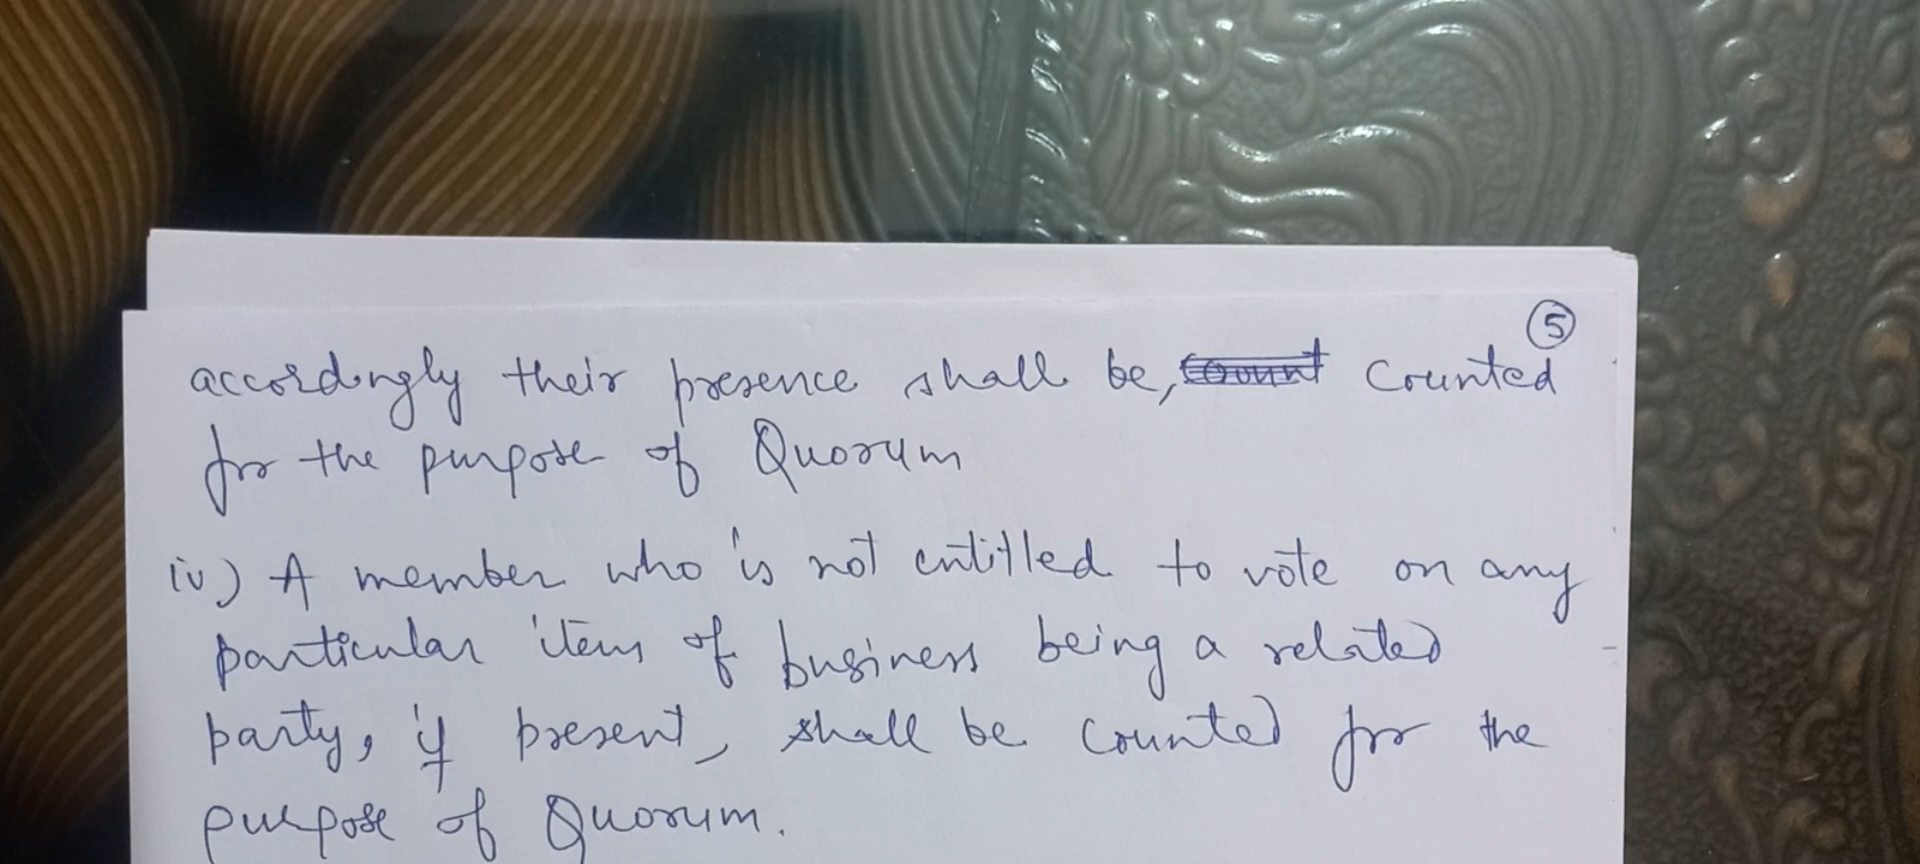 5
accordingly their presence shall be, count counted
for the purpose of Quorum
iv) A member who is not entitled to vote on any
particular item of business being a related
party, if present, shall be counted for the
purpose of Quorum.